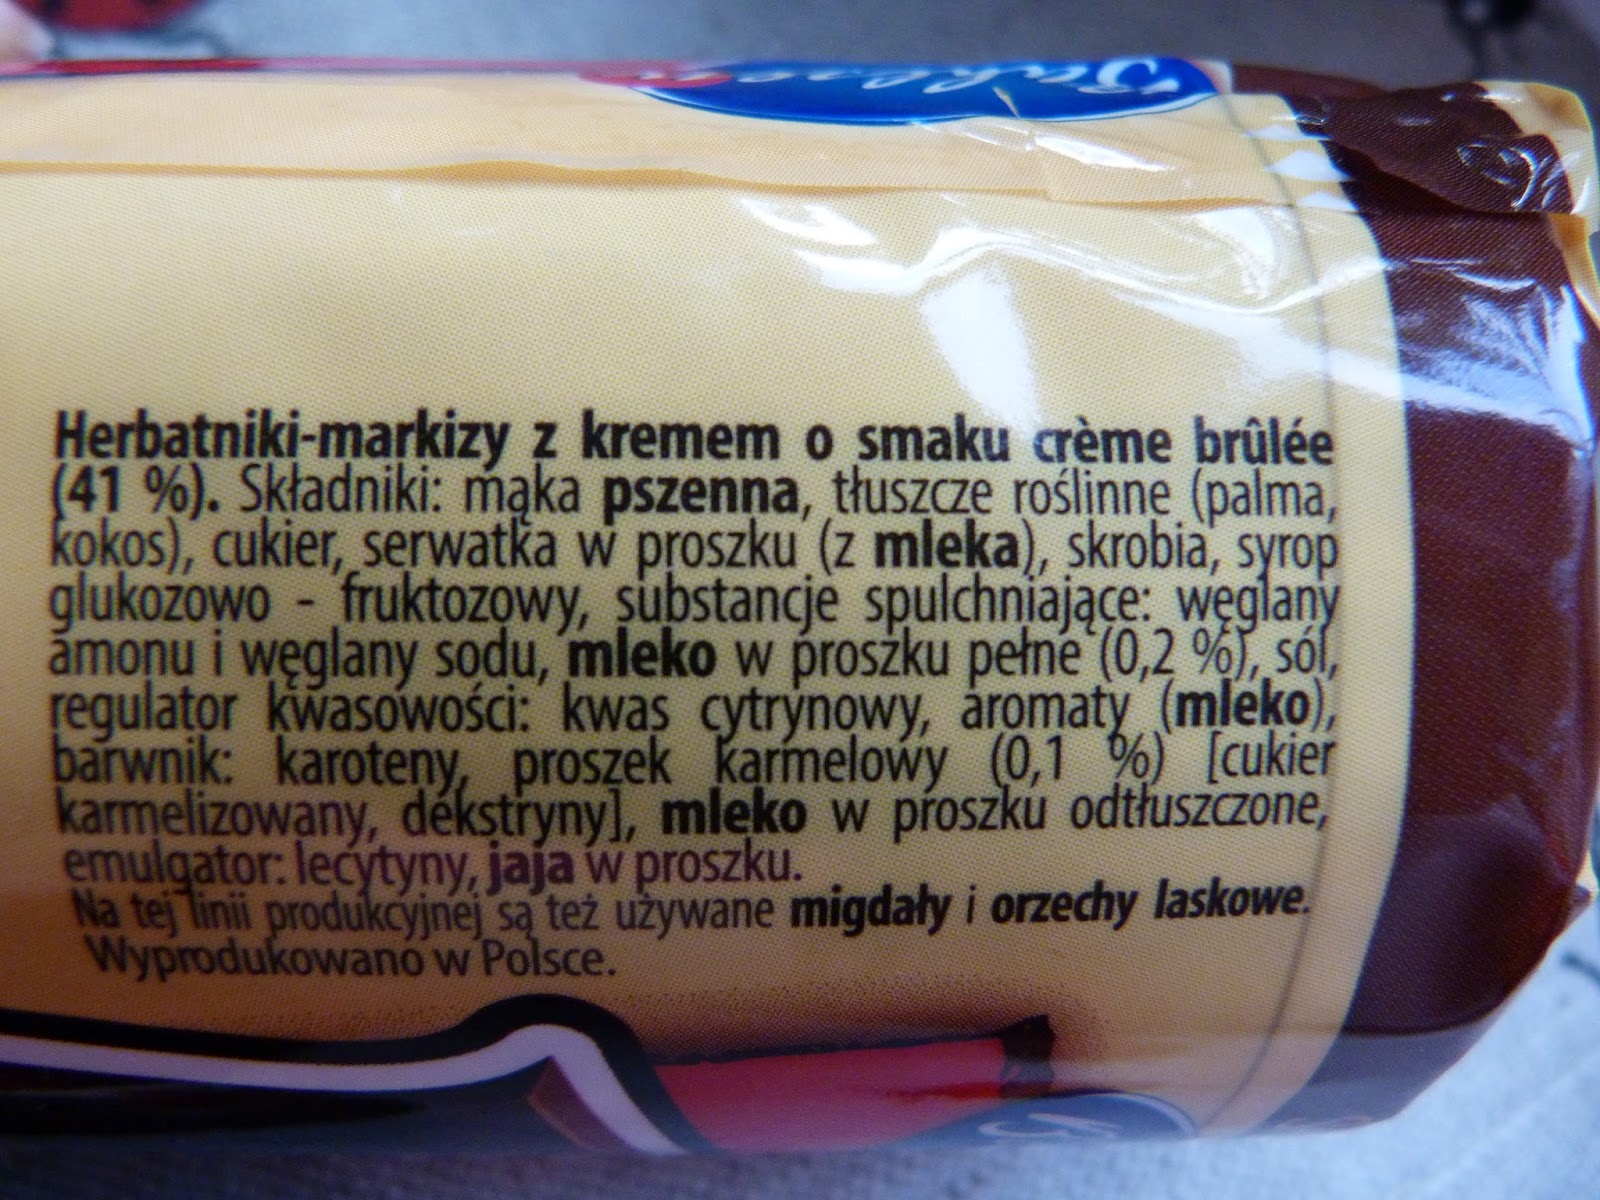 Herbatniki-markizy z kremem o smaku crème brûlée
(41 %). Składniki: mąka pszenna, tłuszcze roślinne (palma,
kokos), cukier, serwatka w proszku (z mleka), skrobia, syrop
glukozowo - fruktozowy, substancje spulchniające: węglany
amonu i węglany sodu, mleko w proszku pełne (0,2 %), sól,
regulator kwasowości: kwas cytrynowy, aromaty (mleko),
barwnik: karoteny, proszek karmelowy (0,1 %) [cukier
karmelizowany, dekstryny], mleko w proszku odtłuszczone,
emulgator: lecytyny, jaja w proszku.
Na tej linii produkcyjnej są też używane migdały i orzechy laskowe.
Wyprodukowano w Polsce.